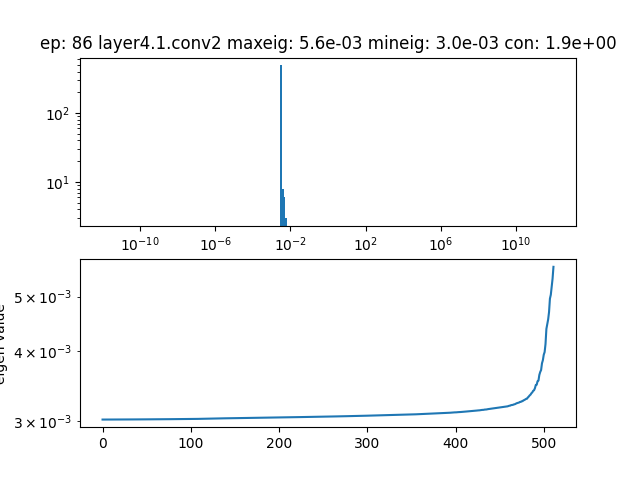 ep: 86 layer4.1.conv2 maxeig: 5.6e-03 mineig: 3.0e-03 con: 1.9e+00
10²
10¹
10⁻¹⁰ 10⁻⁶ 10⁻² 10² 10⁶ 10¹⁰
eigen value
5 × 10⁻³
4 × 10⁻³
3 × 10⁻³
0 100 200 300 400 500